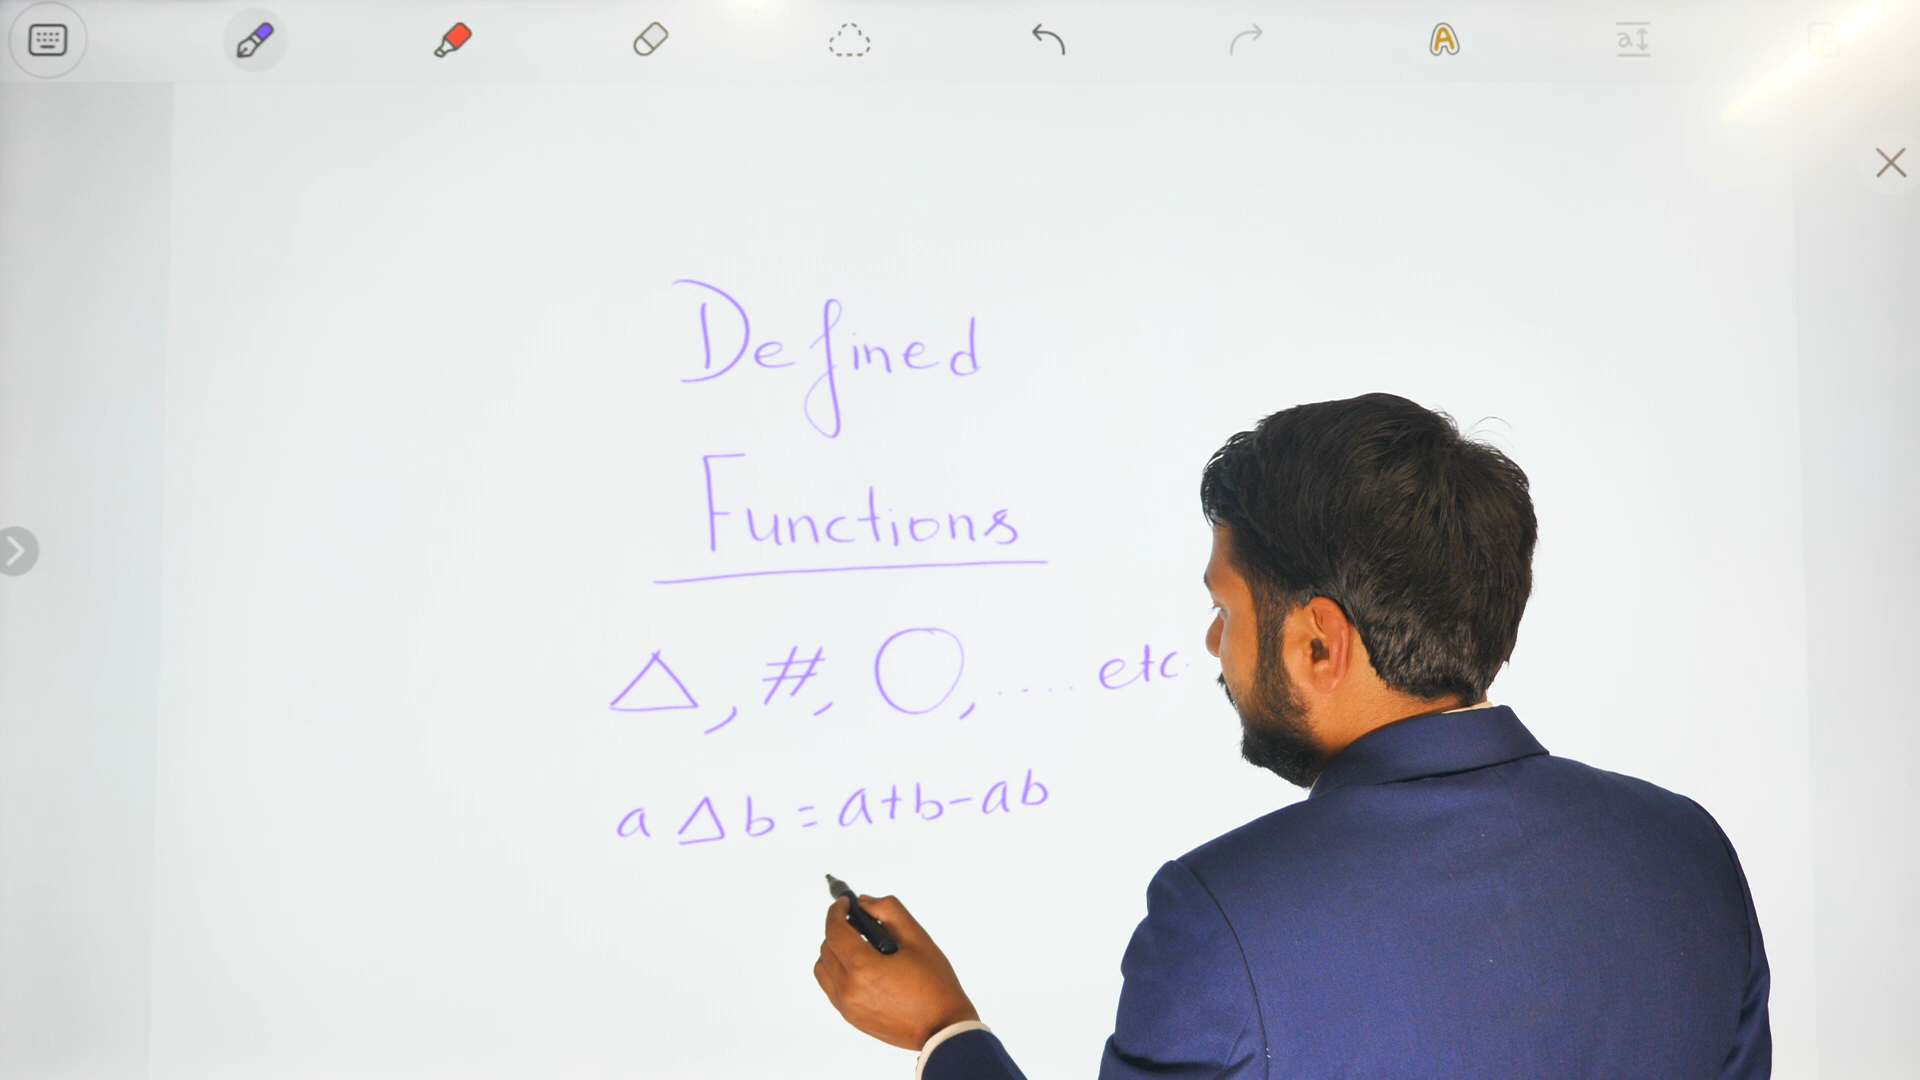 Defined
Functions
△, #, ○, .... etc.
a △ b = a+b-ab